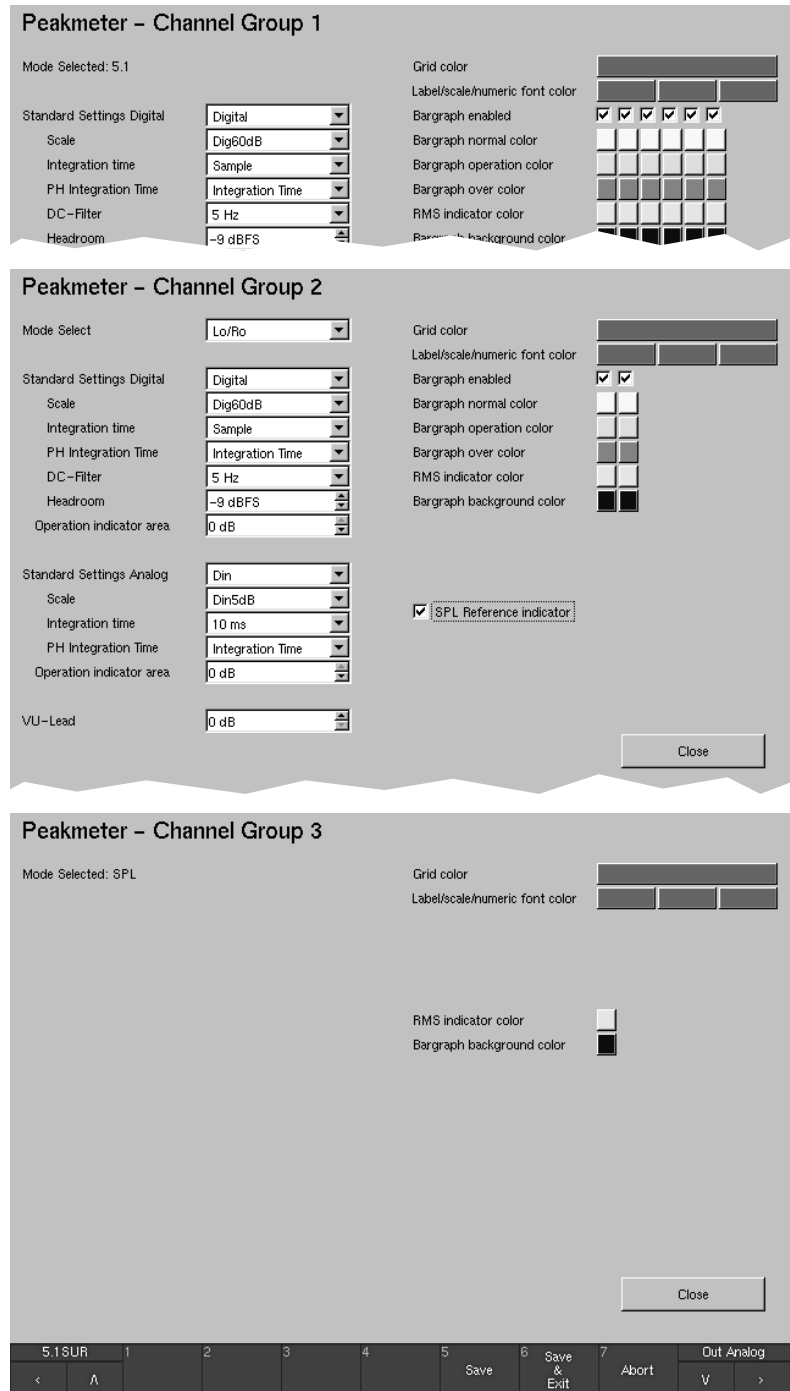 Peakmeter – Channel Group 1
Mode Selected: 5.1
Grid color
Label/scale/numeric font color
Standard Settings Digital Digital
Bargraph enabled
Scale Dig60dB
Bargraph normal color
Integration time Sample
Bargraph operation color
PH Integration Time Integration Time
Bargraph over color
DC-Filter 5 Hz
RMS indicator color
Headroom -9 dBFS
Bargraph background color
Peakmeter – Channel Group 2
Mode Select Lo/Ro
Grid color
Label/scale/numeric font color
Standard Settings Digital Digital
Bargraph enabled
Scale Dig60dB
Bargraph normal color
Integration time Sample
Bargraph operation color
PH Integration Time Integration Time
Bargraph over color
DC-Filter 5 Hz
RMS indicator color
Headroom -9 dBFS
Bargraph background color
Operation indicator area 0 dB
Standard Settings Analog Din
Scale Din5dB
SPL Reference indicator
Integration time 10 ms
PH Integration Time Integration Time
Operation indicator area 0 dB
VU-Lead 0 dB
Close
Peakmeter – Channel Group 3
Mode Selected: SPL
Grid color
Label/scale/numeric font color
RMS indicator color
Bargraph background color
Close
5.1SUR 1 2 3 4 5 Save 6 Save & Exit 7 Abort Out Analog
< Λ V >